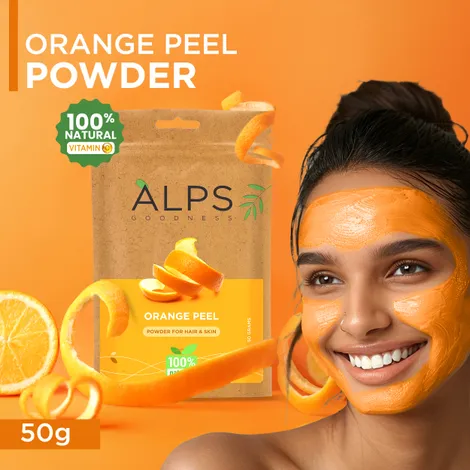 ORANGE PEEL
POWDER
100%
NATURAL
VITAMIN C
ALPS
GOODNESS
ORANGE PEEL
POWDER FOR HAIR & SKIN
100%
50g